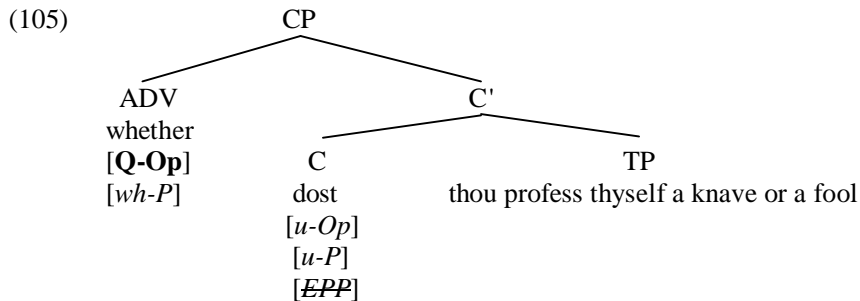 (105) CP
ADV C'
whether
[Q-Op] C TP
[wh-P] dost thou profess thyself a knave or a fool
[u-Op]
[u-P]
[EPP]